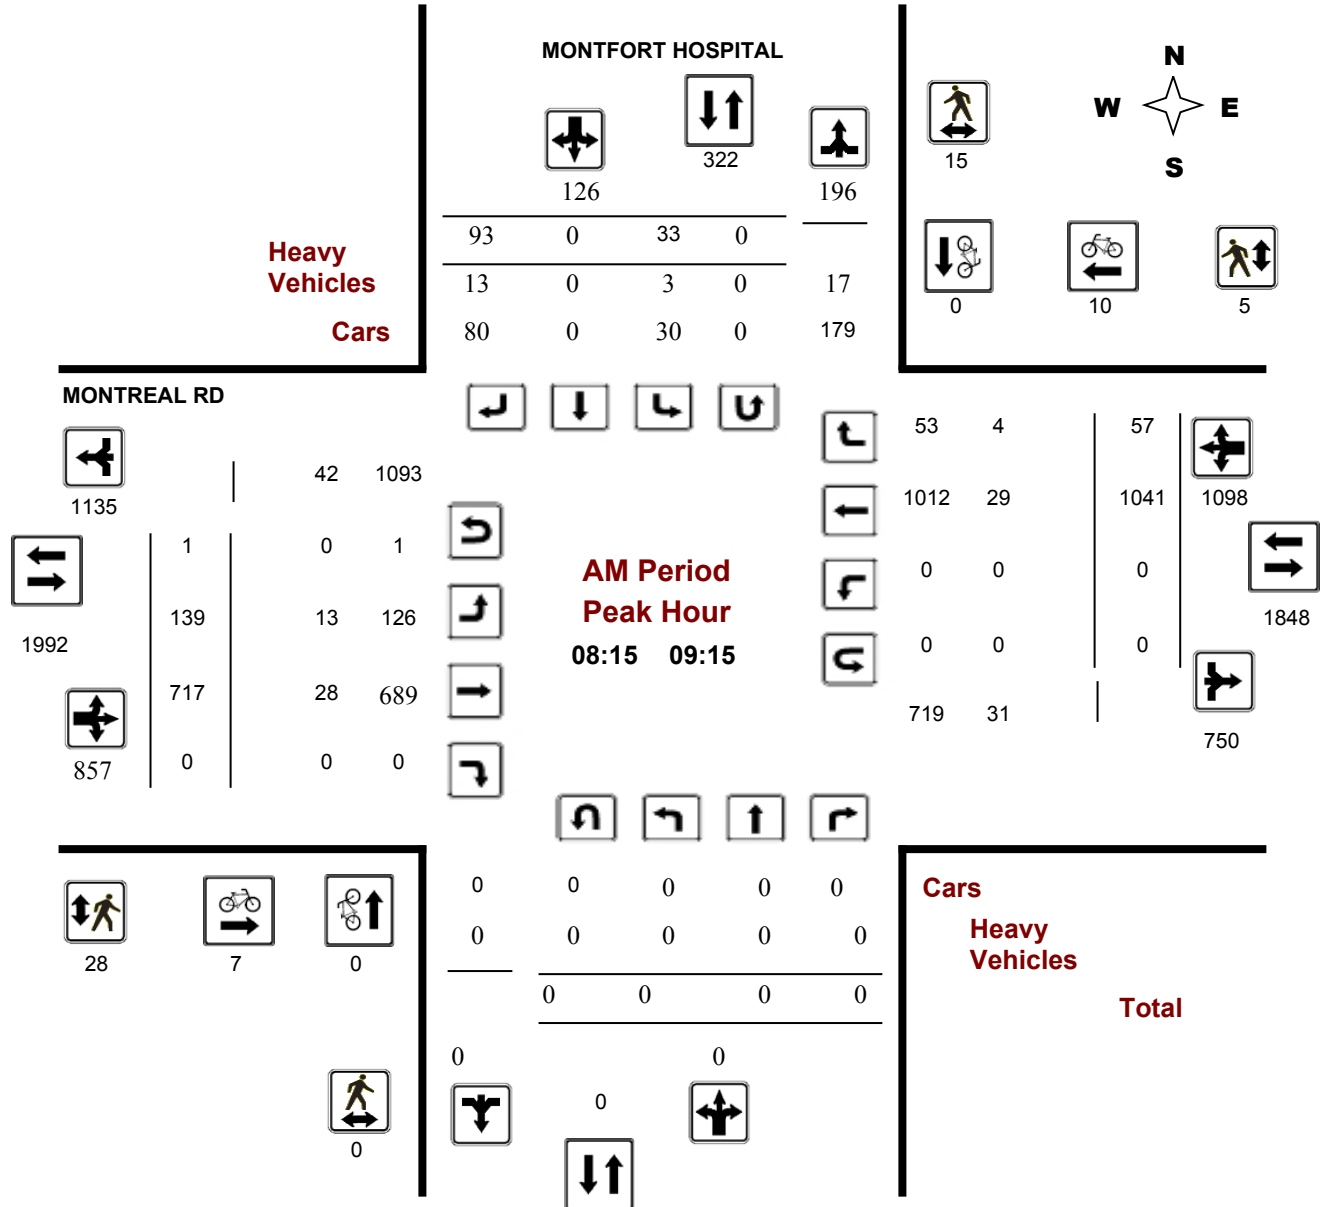 MONTFORT HOSPITAL
N
W E
S
322
15
126 196
93 0 33 0
Heavy
Vehicles
13 0 3 0 17
0 10 5
Cars
80 0 30 0 179
MONTREAL RD
53 4 57
42 1093
1135
1012 29 1041 1098
1 0 1
AM Period
0 0 0
Peak Hour
139 13 126
1848
1992
08:15 09:15
0 0 0
717 28 689
719 31
750
857 0 0 0
0 0 0 0 0
Cars
0 0 0 0 0
Heavy
Vehicles
28 7 0
0 0 0 0
Total
0 0
0
0